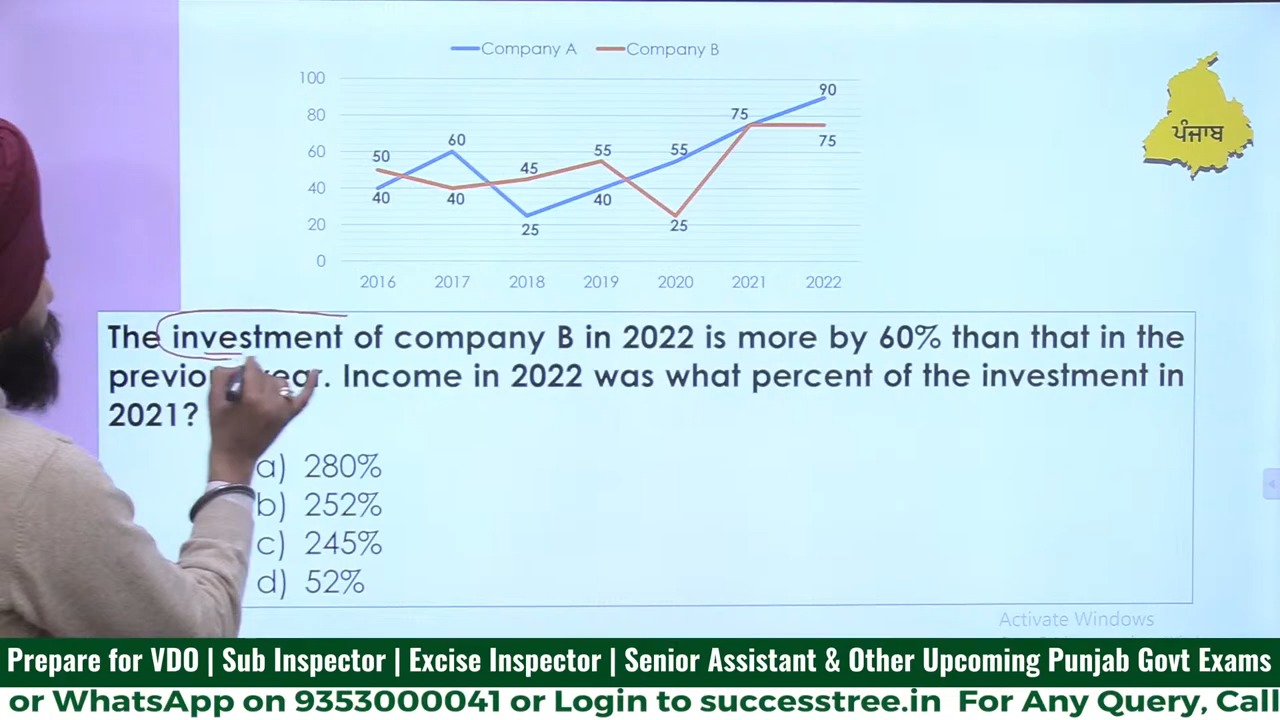 Company A Company B
100
80
60
40
20
0
50 60 45 55 55 75 90
40 40 25 40 25 75
2016 2017 2018 2019 2020 2021 2022
ਪੰਜਾਬ
The investment of company B in 2022 is more by 60% than that in the
previo year. Income in 2022 was what percent of the investment in
2021?
a) 280%
b) 252%
c) 245%
d) 52%
Activate Windows
Prepare for VDO | Sub Inspector | Excise Inspector | Senior Assistant & Other Upcoming Punjab Govt Exams
or WhatsApp on 9353000041 or Login to successtree.in For Any Query, Call